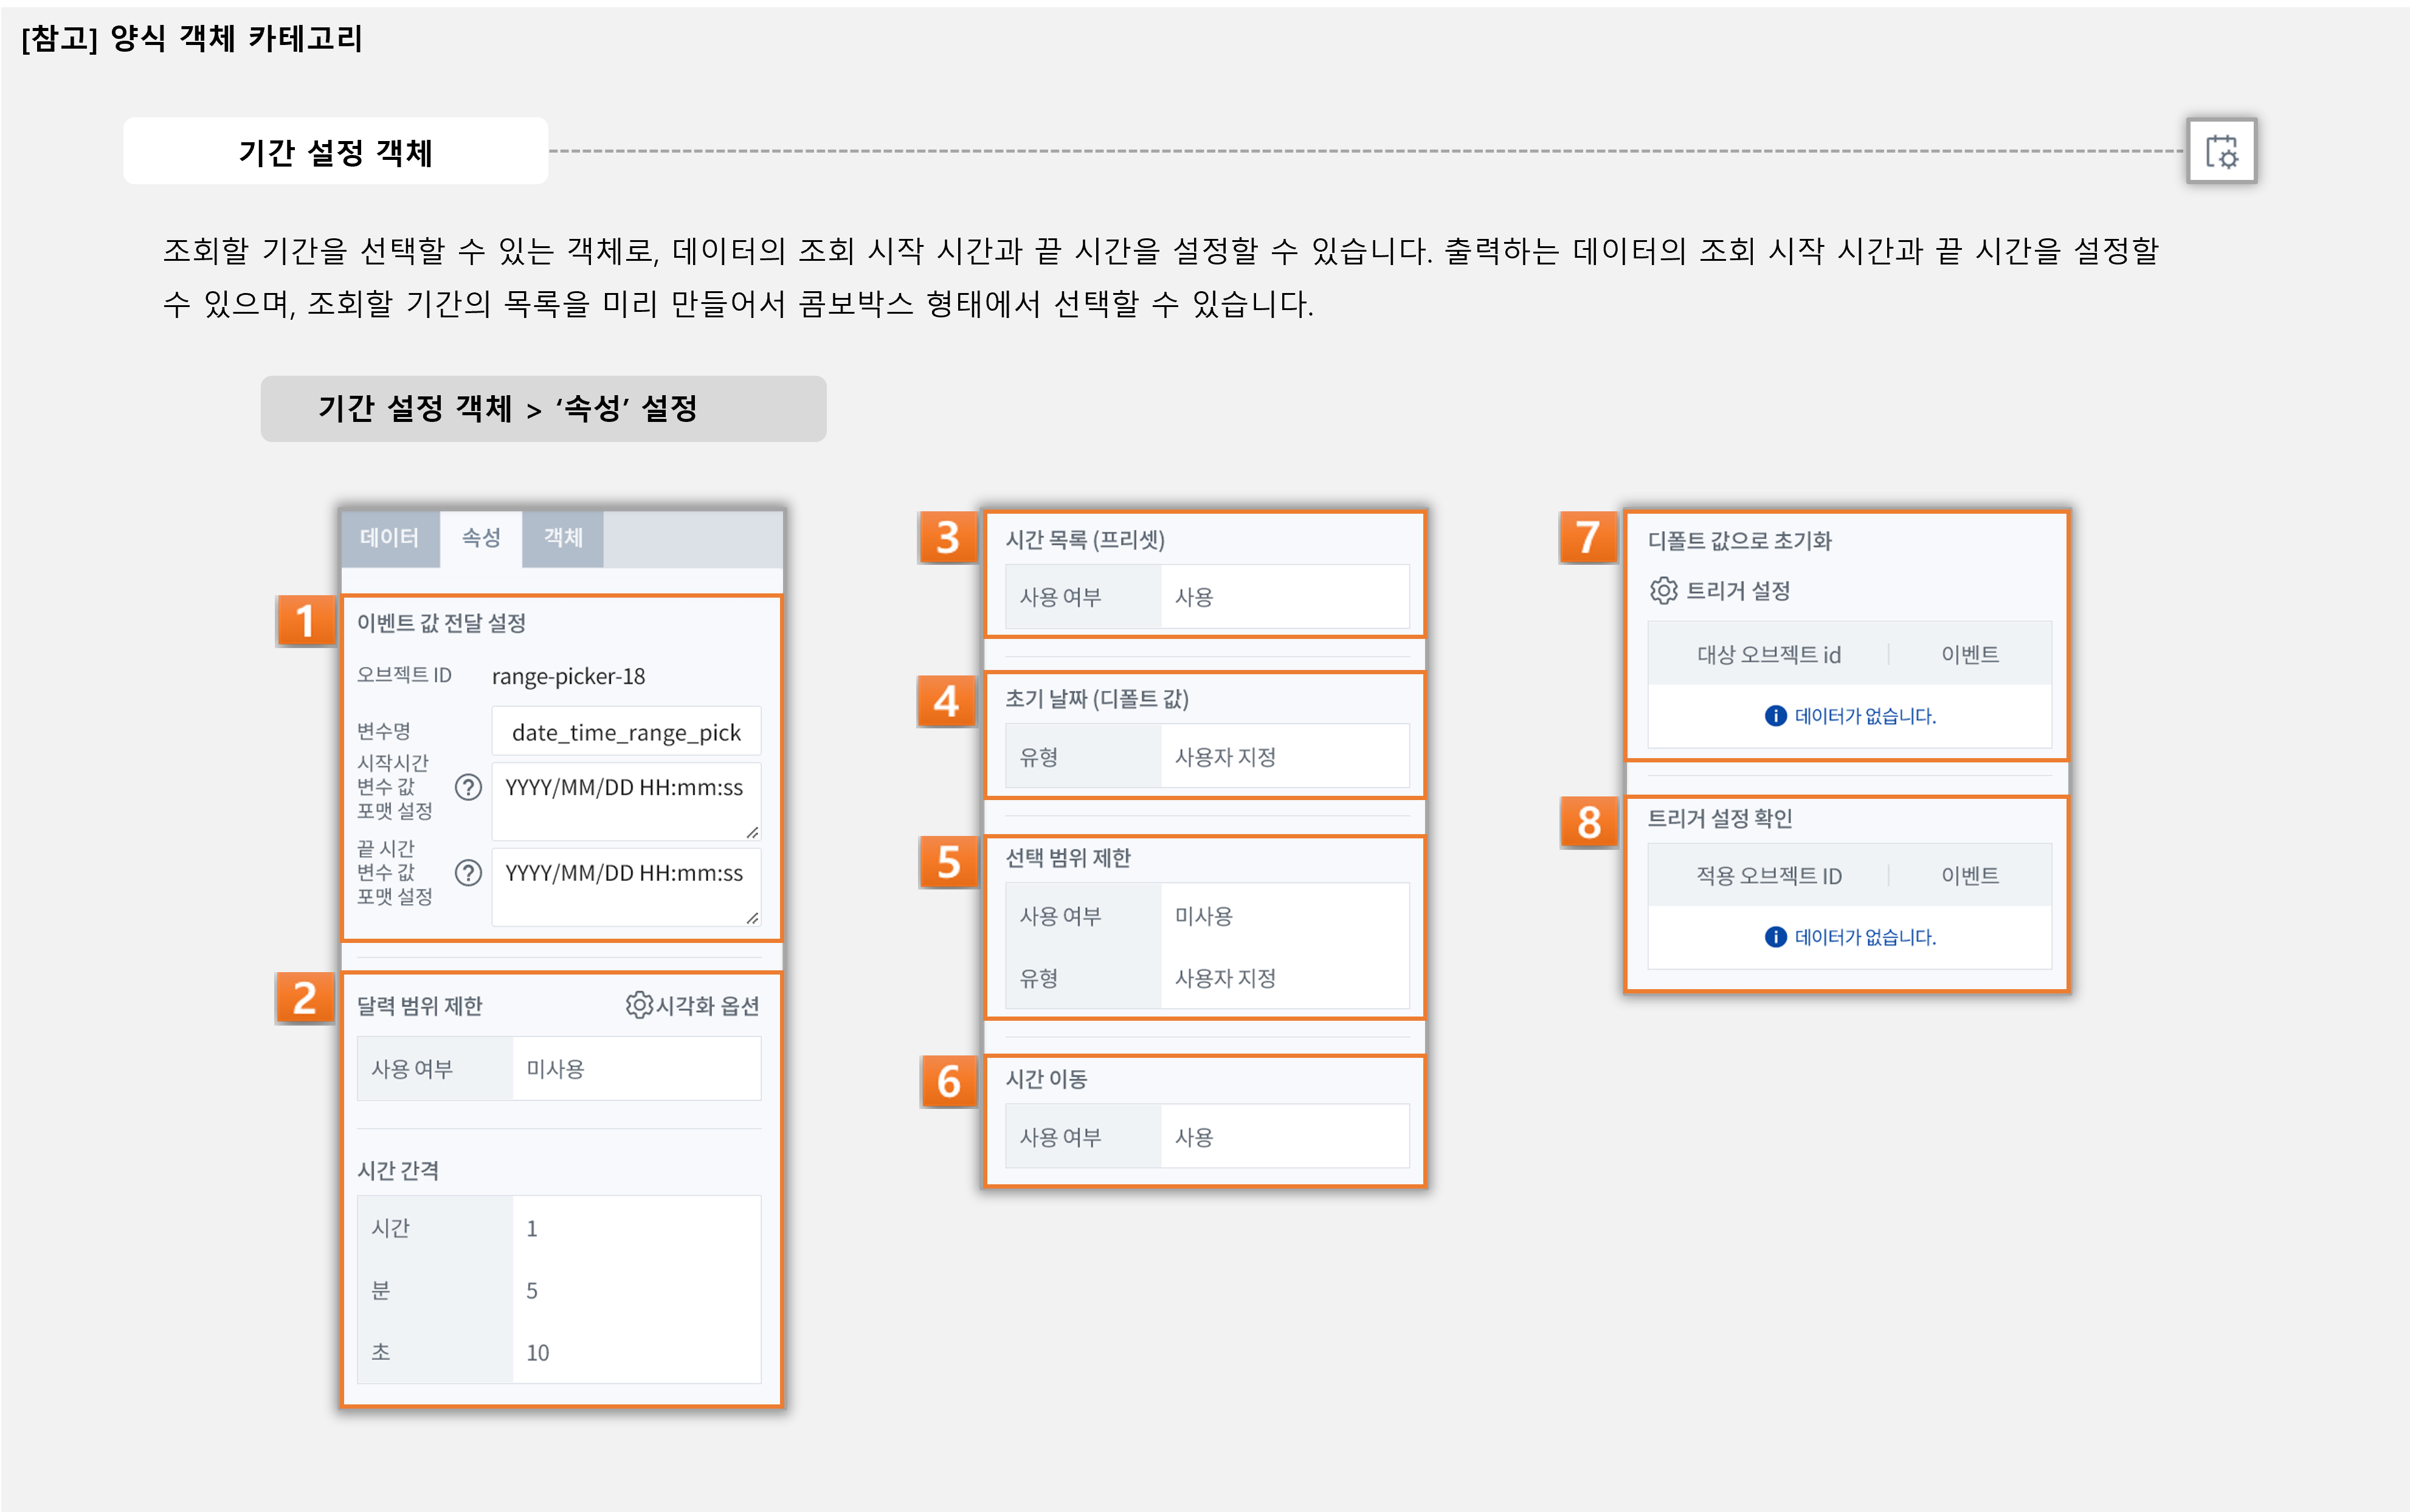 [참고] 양식 객체 카테고리
기간 설정 객체
조회할 기간을 선택할 수 있는 객체로, 데이터의 조회 시작 시간과 끝 시간을 설정할 수 있습니다. 출력하는 데이터의 조회 시작 시간과 끝 시간을 설정할
수 있으며, 조회할 기간의 목록을 미리 만들어서 콤보박스 형태에서 선택할 수 있습니다.
기간 설정 객체 > ‘속성’ 설정
데이터 속성 객체
1
이벤트 값 전달 설정
오브젝트 ID range-picker-18
변수명 date_time_range_pick
시작시간
변수 값
포맷 설정
? YYYY/MM/DD HH:mm:ss
끝 시간
변수 값
포맷 설정
? YYYY/MM/DD HH:mm:ss
2
달력 범위 제한 시각화 옵션
사용 여부 미사용
시간 간격
시간 1
분 5
초 10
3
시간 목록 (프리셋)
사용 여부 사용
4
초기 날짜 (디폴트 값)
유형 사용자 지정
5
선택 범위 제한
사용 여부 미사용
유형 사용자 지정
6
시간 이동
사용 여부 사용
7
디폴트 값으로 초기화
트리거 설정
대상 오브젝트 id 이벤트
데이터가 없습니다.
8
트리거 설정 확인
적용 오브젝트 ID 이벤트
데이터가 없습니다.